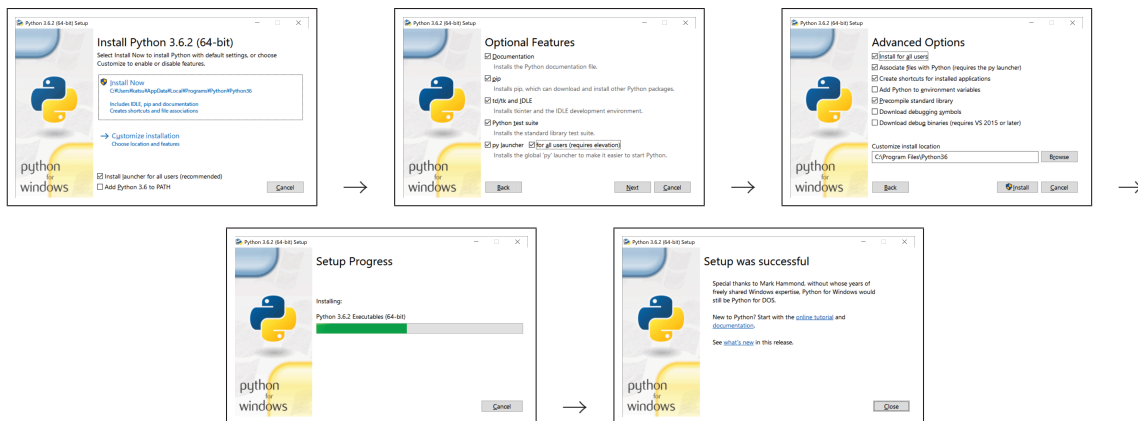 Python 3.6.2 (64-bit) Setup
Install Python 3.6.2 (64-bit)
Select Install Now to install Python with default settings, or choose
Customize to enable or disable features.
Install Now
C:¥Users¥katsu¥AppData¥Local¥Programs¥Python¥Python36
Includes IDLE, pip and documentation
Creates shortcuts and file associations
→ Customize installation
Choose location and features
Install launcher for all users (recommended)
Add Python 3.6 to PATH
Cancel
python
for
windows
→
Python 3.6.2 (64-bit) Setup
Optional Features
Documentation
Installs the Python documentation file.
pip
Installs pip, which can download and install other Python packages.
tcl/tk and IDLE
Installs tkinter and the IDLE development environment.
Python test suite
Installs the standard library test suite.
py launcher for all users (requires elevation)
Installs the global 'py' launcher to make it easier to start Python.
Back Next Cancel
python
for
windows
→
Python 3.6.2 (64-bit) Setup
Advanced Options
Install for all users
Associate files with Python (requires the py launcher)
Create shortcuts for installed applications
Add Python to environment variables
Precompile standard library
Download debugging symbols
Download debug binaries (requires VS 2015 or later)
Customize install location
C:\Program Files\Python36 Browse
Back Install Cancel
python
for
windows
→
Python 3.6.2 (64-bit) Setup
Setup Progress
Installing:
Python 3.6.2 Executables (64-bit)
Cancel
python
for
windows
→
Python 3.6.2 (64-bit) Setup
Setup was successful
Special thanks to Mark Hammond, without whose years of
freely shared Windows expertise, Python for Windows would
still be Python for DOS.
New to Python? Start with the online tutorial and
documentation.
See what's new in this release.
Close
python
for
windows